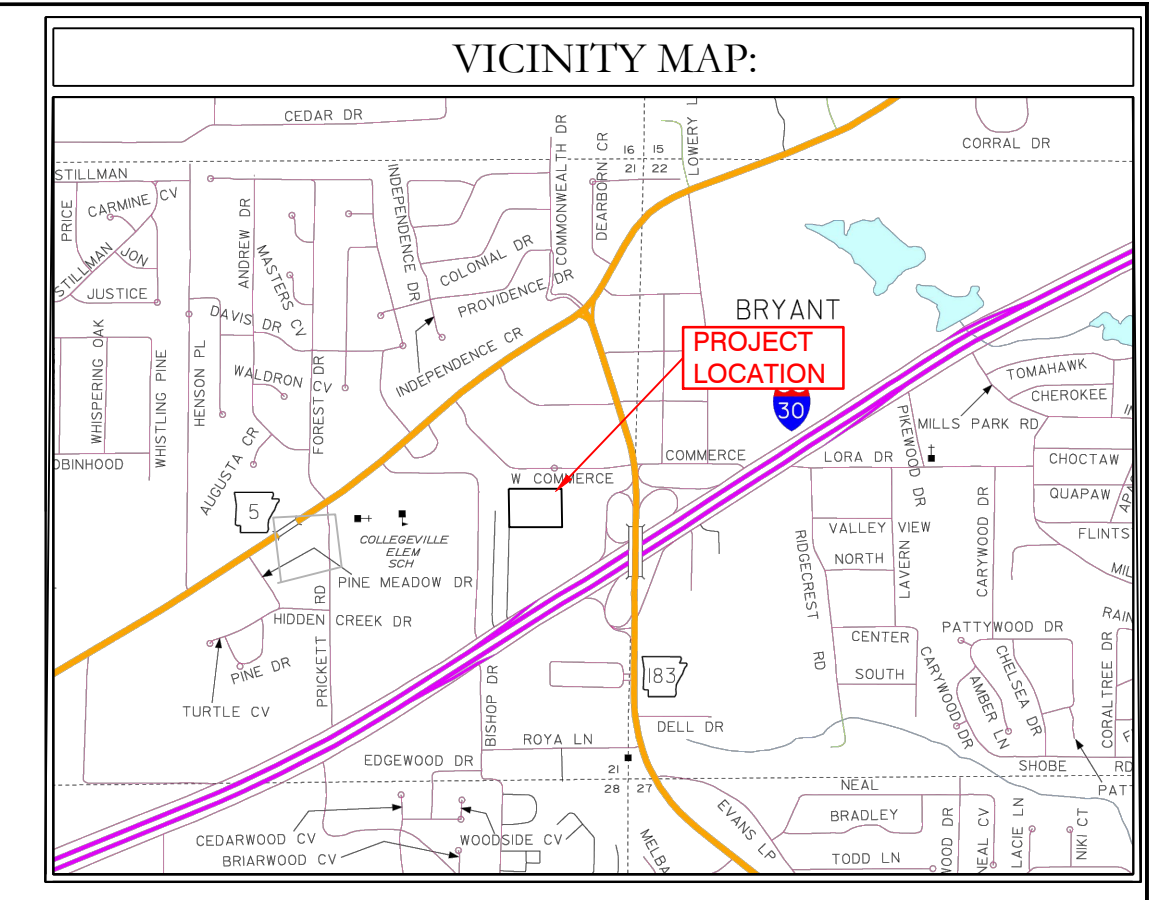 VICINITY MAP:
CEDAR DR
CORRAL DR
COMMONWEALTH DR
DEARBORN CR
LOWERY L
16 15
21 22
STILLMAN
PRICE
CARMINE CV
STILLMAN
JON
JUSTICE
ANDREW DR
MASTERS CV
INDEPENDENCE DR
COLONIAL DR
PROVIDENCE DR
DAVIS DR
INDEPENDENCE CR
WALDRON CV
FOREST DR
HENSON PL
WHISTLING PINE
WHISPERING OAK
OBINHOOD
AUGUSTA CR
BRYANT
PROJECT
LOCATION
30
TOMAHAWK
CHEROKEE
MILLS PARK RD
PIKEWOOD DR
COMMERCE
LORA DR
CHOCTAW
W COMMERCE
QUAPAW
FLINTS
MIL
5
COLLEGEVILLE
ELEM
SCH
PINE MEADOW DR
VALLEY VIEW
NORTH
LAVERN DR
CARYWOOD DR
RIDGECREST RD
HIDDEN CREEK DR
PRICKETT RD
PINE DR
TURTLE CV
BISHOP DR
183
CENTER
SOUTH
PATTYWOOD DR
RAIN
CARYWOOD DR
AMBER LN
CHELSEA DR
CORALTREE DR
DELL DR
ROYA LN
EDGEWOOD DR
SHOBE RD
PATT
21
28 27
NEAL
BRADLEY
TODD LN
EVANS LP
MELBA
WOOD DR
NEAL CV
LACIE LN
NIKI CT
CEDARWOOD CV
WOODSIDE CV
BRIARWOOD CV